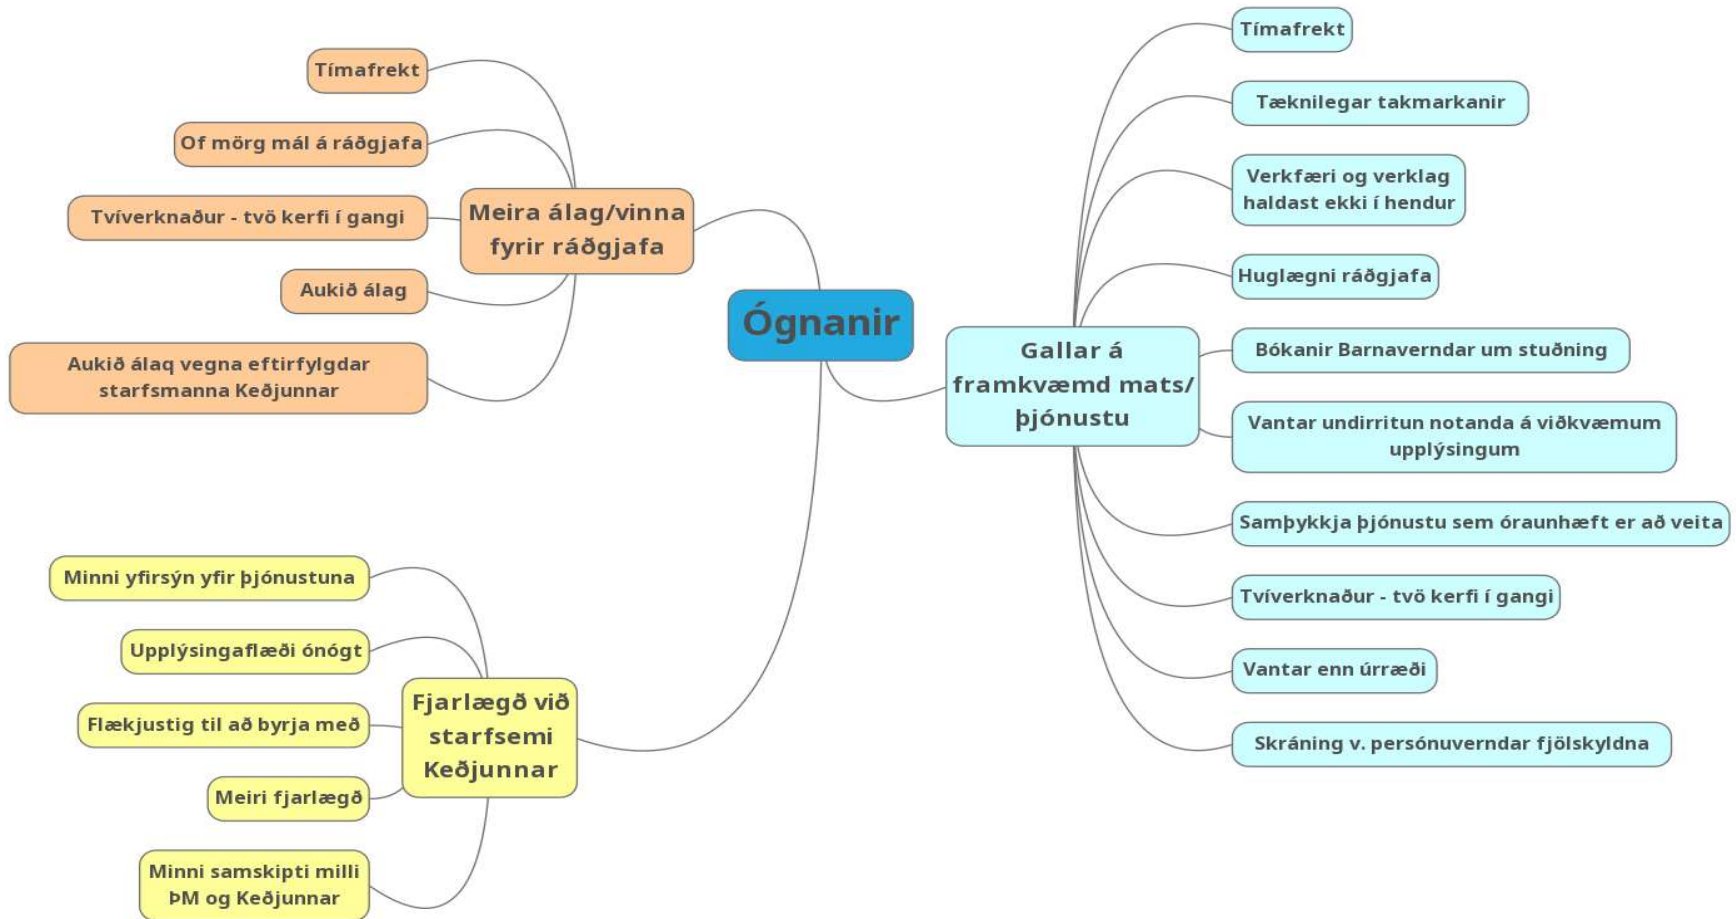 Ógnanir
Meira álag/vinna
fyrir ráðgjafa
Tímafrekt
Of mörg mál á ráðgjafa
Tvíverknaður - tvö kerfi í gangi
Aukið álag
Aukið álag vegna eftirfylgdar
starfsmanna Keðjunnar
Fjarlægð við
starfsemi
Keðjunnar
Minni yfirsýn yfir þjónustuna
Upplýsingaflæði ónógt
Flækjustig til að byrja með
Meiri fjarlægð
Minni samskipti milli
ÞM og Keðjunnar
Gallar á
framkvæmd mats/
þjónustu
Tímafrekt
Tæknilegar takmarkanir
Verkfæri og verklag
haldast ekki í hendur
Huglægni ráðgjafa
Bókanir Barnaverndar um stuðning
Vantar undirritun notanda á viðkvæmum
upplýsingum
Samþykkja þjónustu sem óraunhæft er að veita
Tvíverknaður - tvö kerfi í gangi
Vantar enn úrræði
Skráning v. persónuverndar fjölskyldna